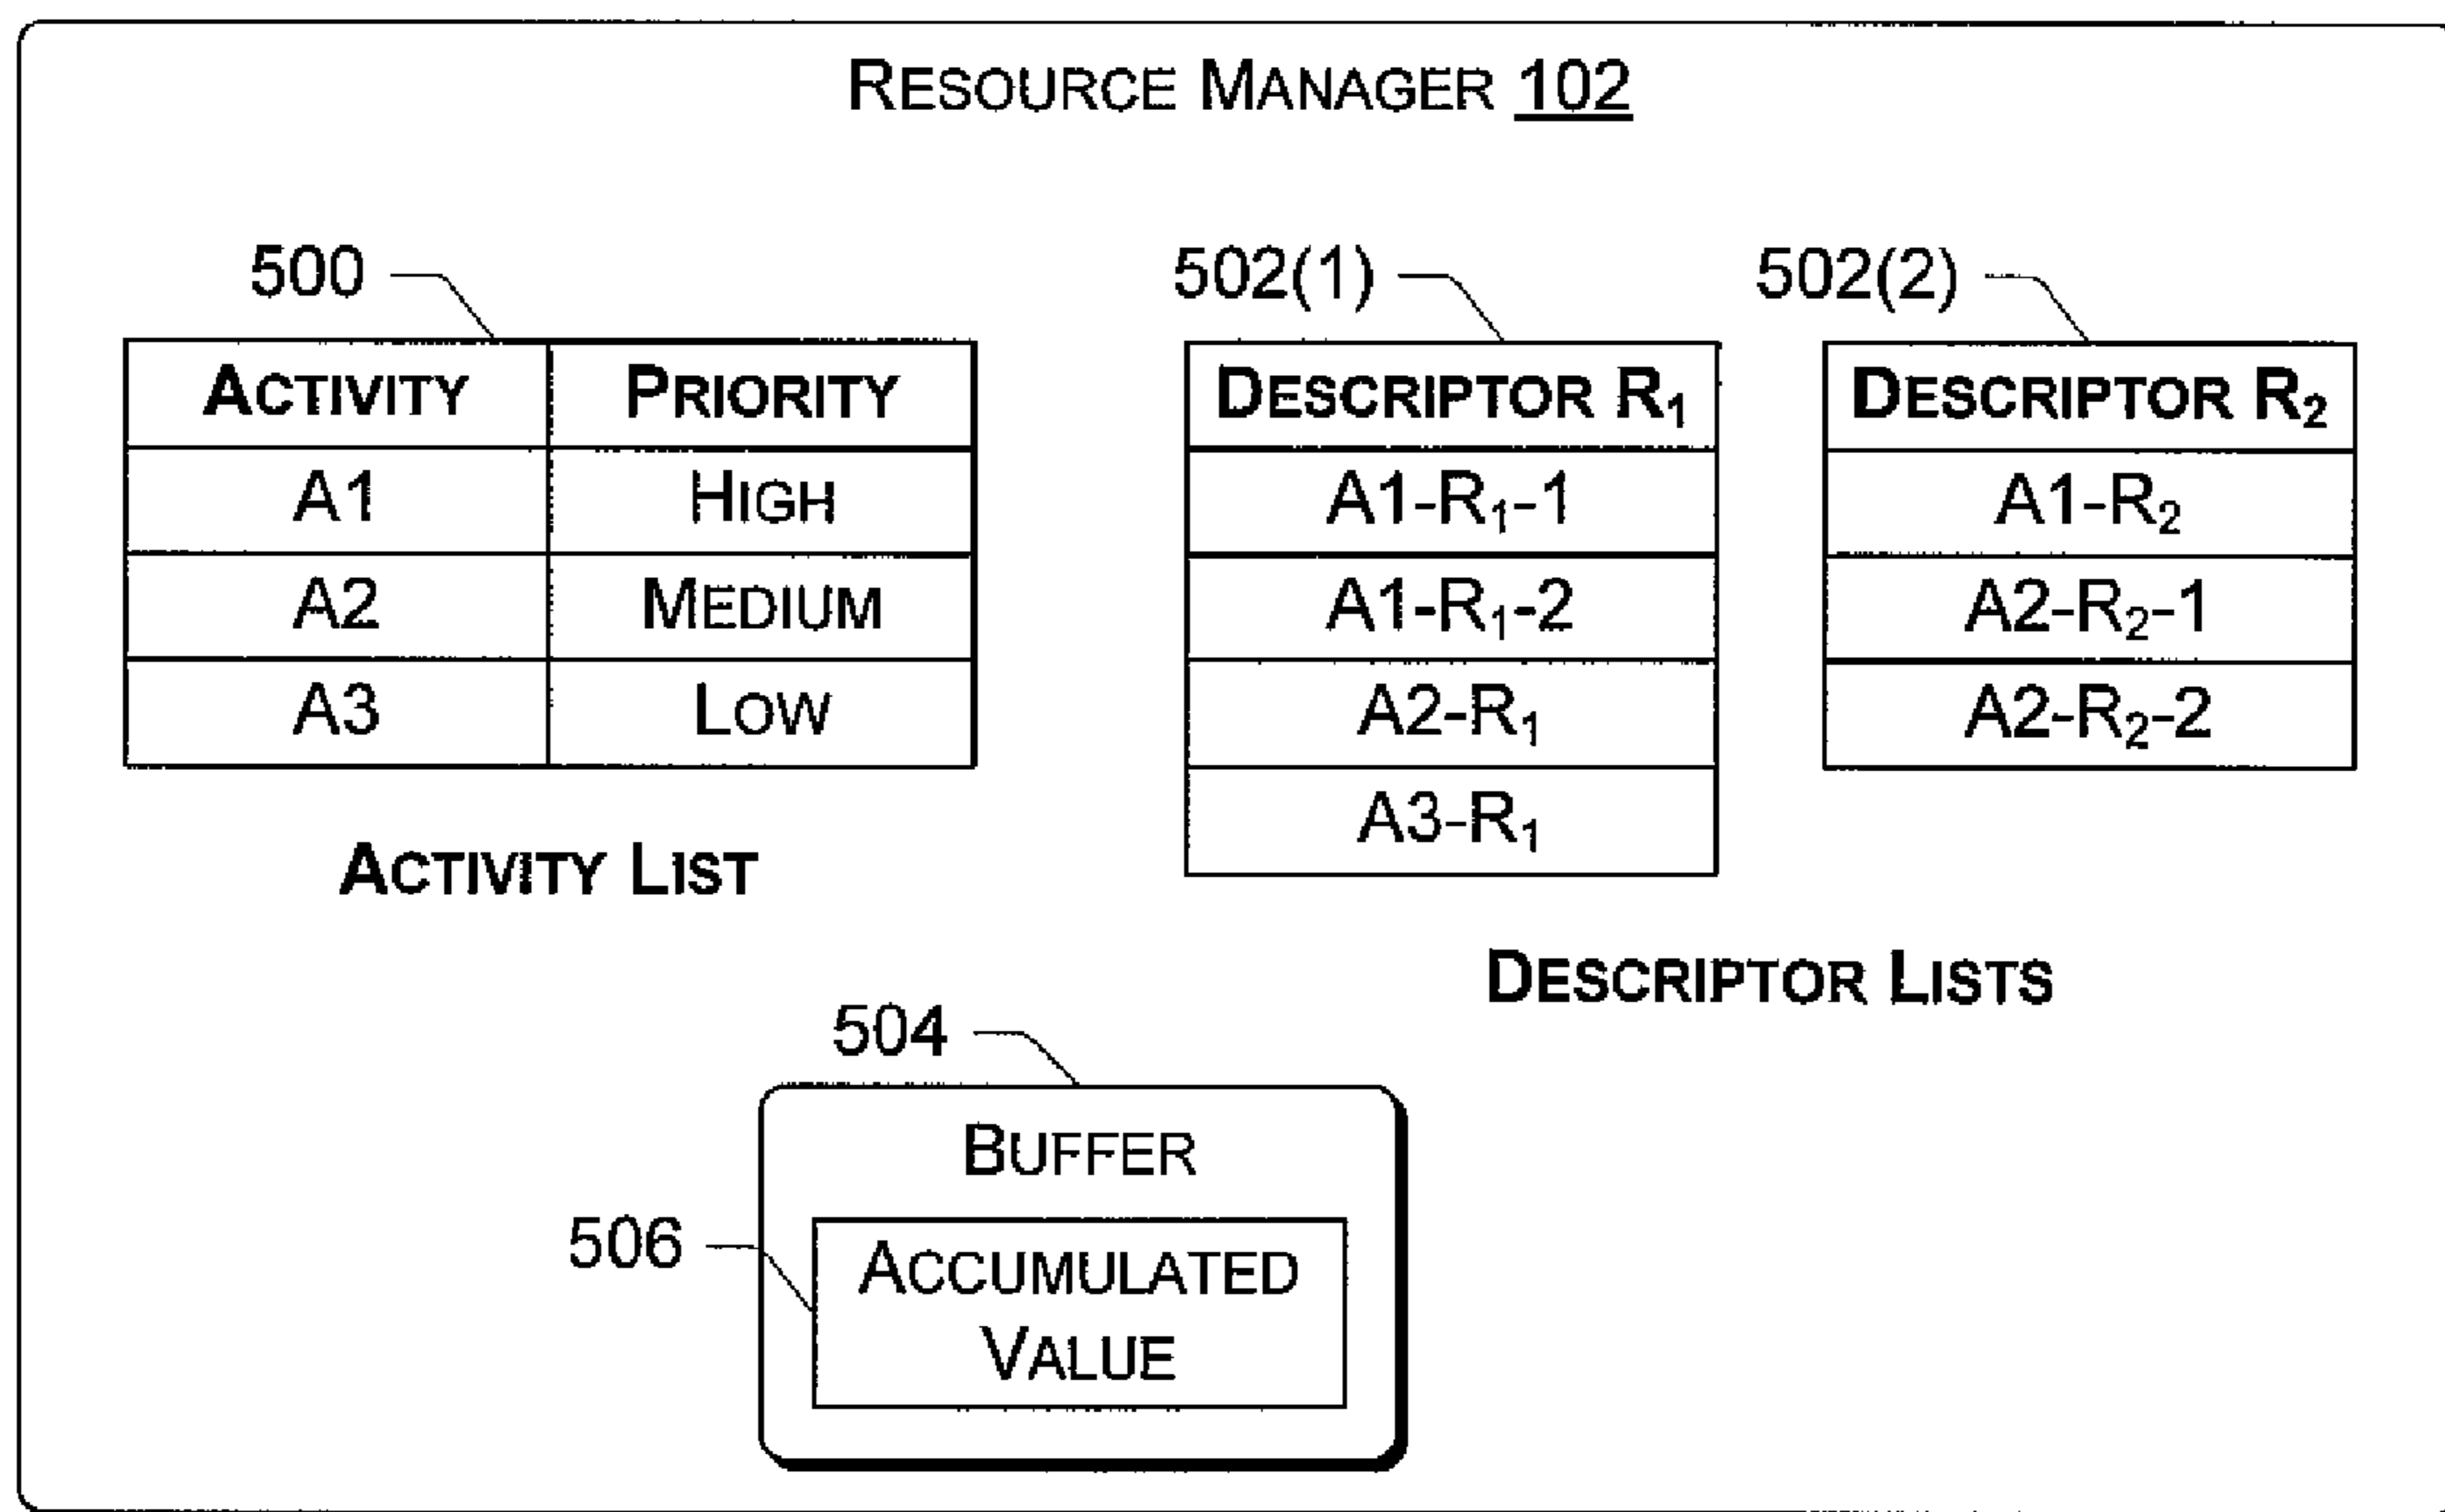 RESOURCE MANAGER 102
500
502(1)
502(2)
ACTIVITY PRIORITY
A1 HIGH
A2 MEDIUM
A3 LOW
ACTIVITY LIST
DESCRIPTOR R₁
A1-R₁-1
A1-R₁-2
A2-R₁
A3-R₁
DESCRIPTOR R₂
A1-R₂
A2-R₂-1
A2-R₂-2
DESCRIPTOR LISTS
504
BUFFER
506
ACCUMULATED
VALUE